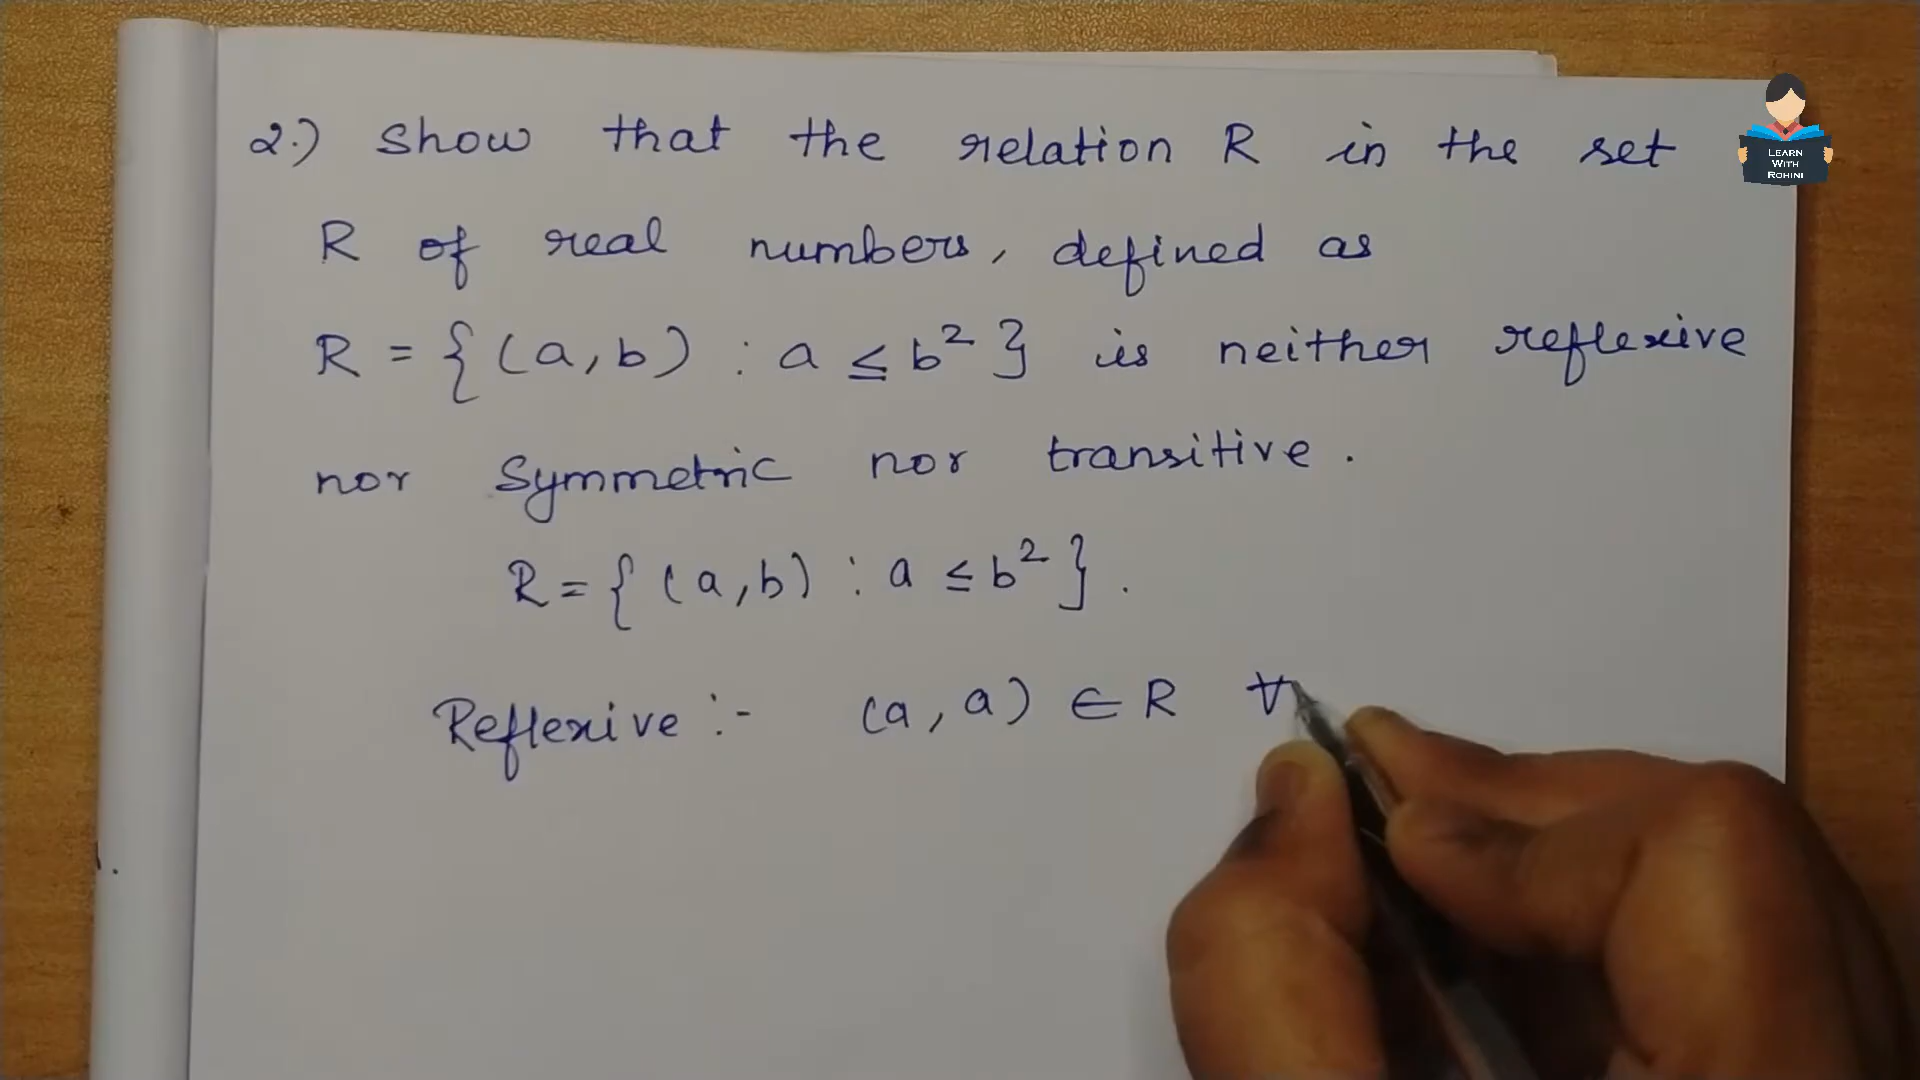 2.) Show that the relation R in the set
R of real numbers, defined as
R = {(a,b) : a ≤ b² } is neither reflexive
nor Symmetric nor transitive.
R = { (a,b) : a ≤ b² }.
Reflexive :- (a, a) ∈ R ∀
LEARN
WITH
ROHINI